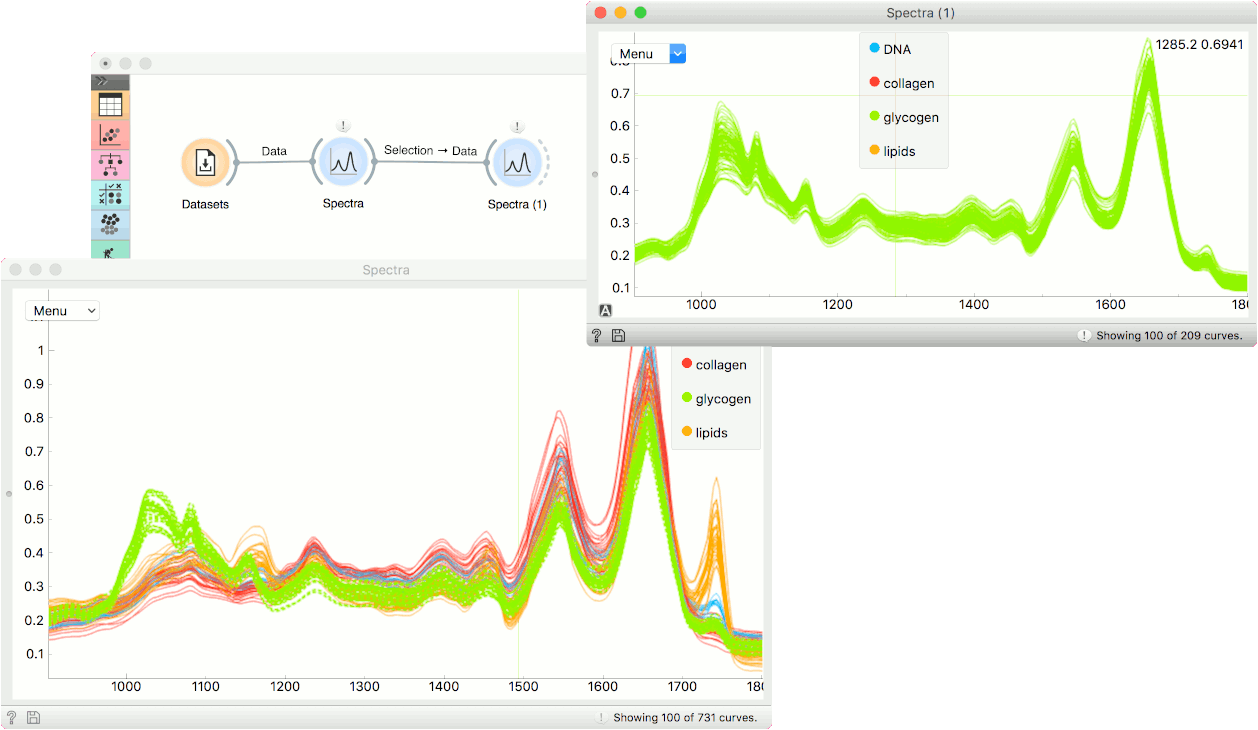 Spectra (1)
Menu
1285.2 0.6941
DNA
collagen
glycogen
lipids
0.8
0.7
0.6
0.5
0.4
0.3
0.2
0.1
1000
1200
1400
1600
A
?
! Showing 100 of 209 curves.
! !
Data
Selection → Data
Datasets
Spectra
Spectra (1)
Spectra
Menu
collagen
glycogen
lipids
1
0.9
0.8
0.7
0.6
0.5
0.4
0.3
0.2
0.1
1000 1100 1200 1300 1400 1500 1600 1700
?
! Showing 100 of 731 curves.